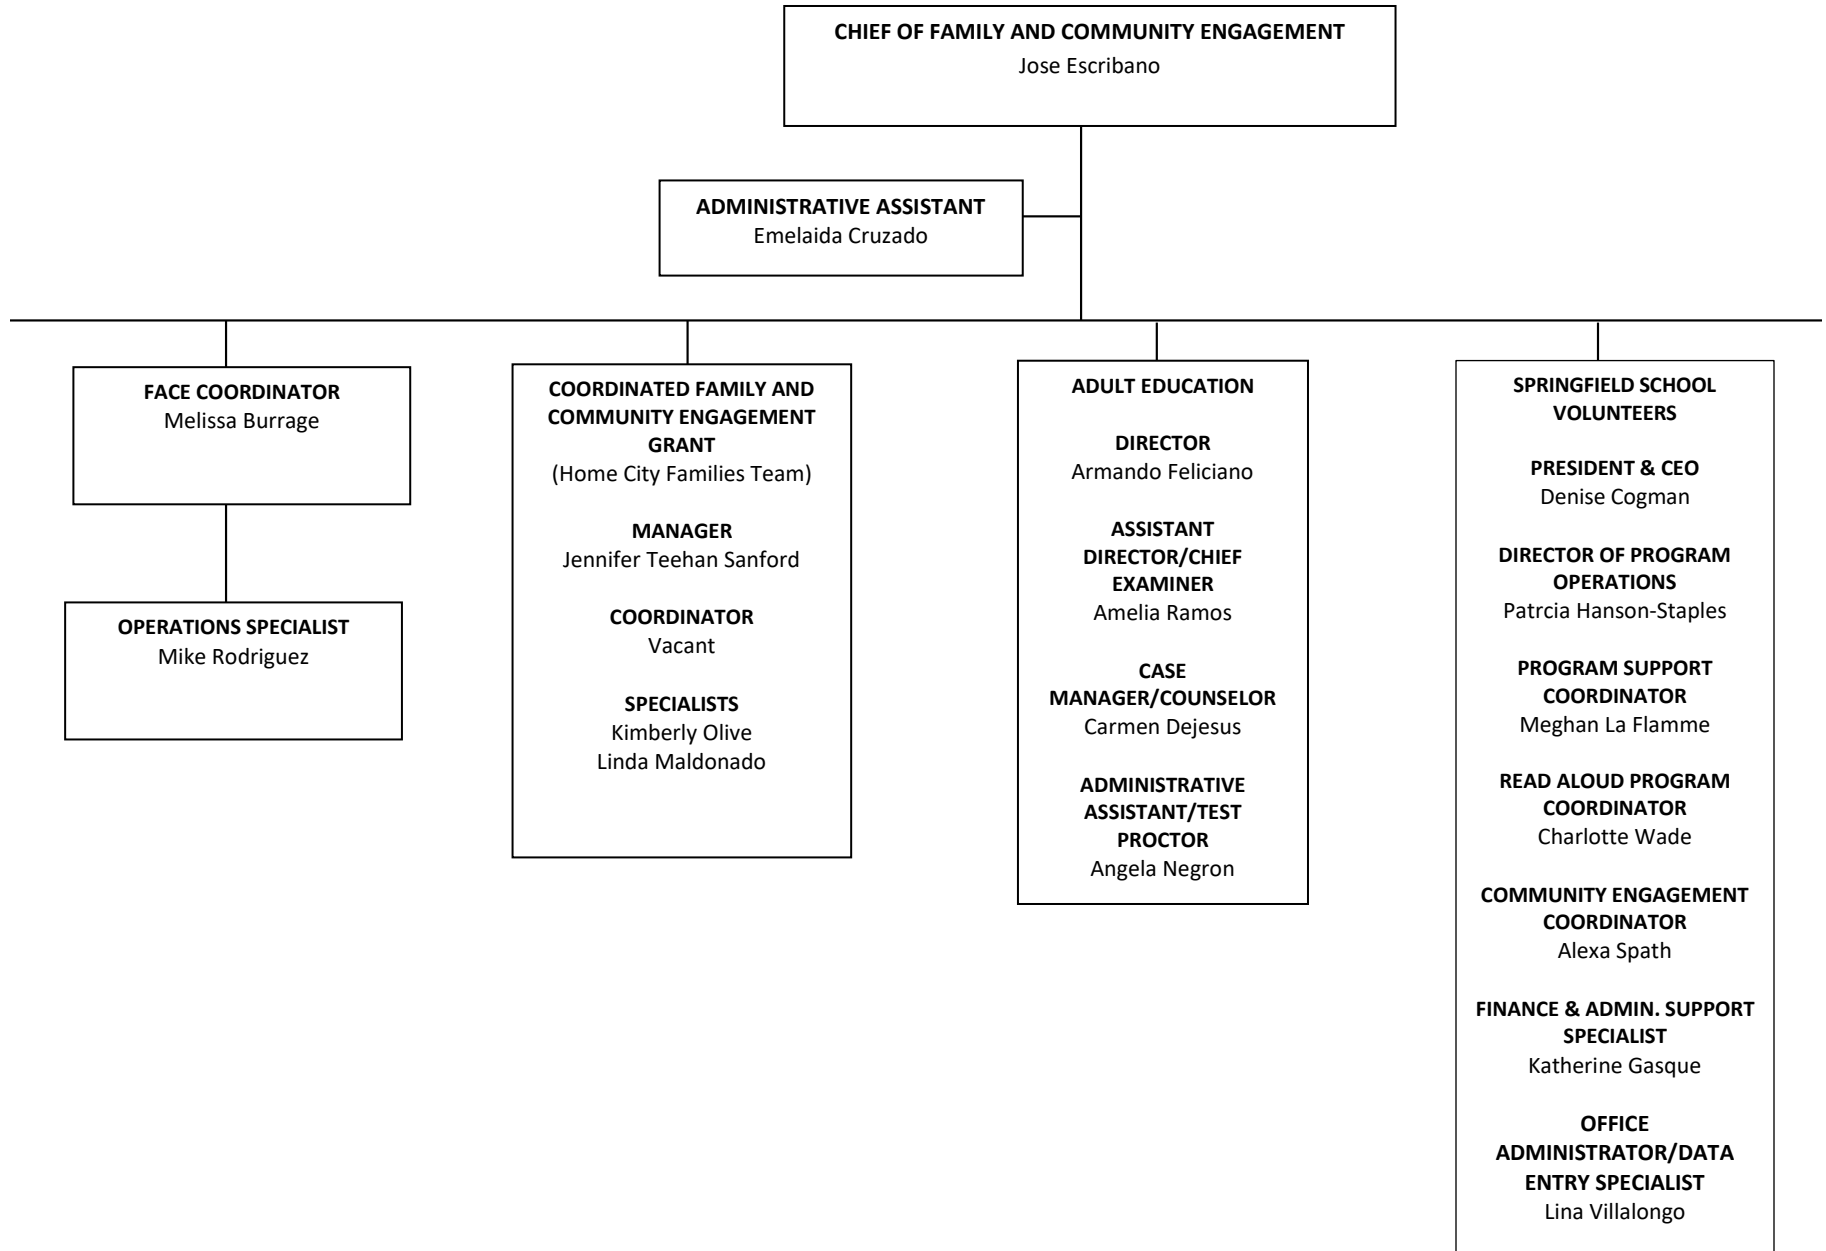 CHIEF OF FAMILY AND COMMUNITY ENGAGEMENT
Jose Escribano
ADMINISTRATIVE ASSISTANT
Emelaida Cruzado
FACE COORDINATOR
Melissa Burrage
OPERATIONS SPECIALIST
Mike Rodriguez
COORDINATED FAMILY AND
COMMUNITY ENGAGEMENT
GRANT
(Home City Families Team)
MANAGER
Jennifer Teehan Sanford
COORDINATOR
Vacant
SPECIALISTS
Kimberly Olive
Linda Maldonado
ADULT EDUCATION
DIRECTOR
Armando Feliciano
ASSISTANT
DIRECTOR/CHIEF
EXAMINER
Amelia Ramos
CASE
MANAGER/COUNSELOR
Carmen Dejesus
ADMINISTRATIVE
ASSISTANT/TEST
PROCTOR
Angela Negron
SPRINGFIELD SCHOOL
VOLUNTEERS
PRESIDENT & CEO
Denise Cogman
DIRECTOR OF PROGRAM
OPERATIONS
Patrcia Hanson-Staples
PROGRAM SUPPORT
COORDINATOR
Meghan La Flamme
READ ALOUD PROGRAM
COORDINATOR
Charlotte Wade
COMMUNITY ENGAGEMENT
COORDINATOR
Alexa Spath
FINANCE & ADMIN. SUPPORT
SPECIALIST
Katherine Gasque
OFFICE
ADMINISTRATOR/DATA
ENTRY SPECIALIST
Lina Villalongo